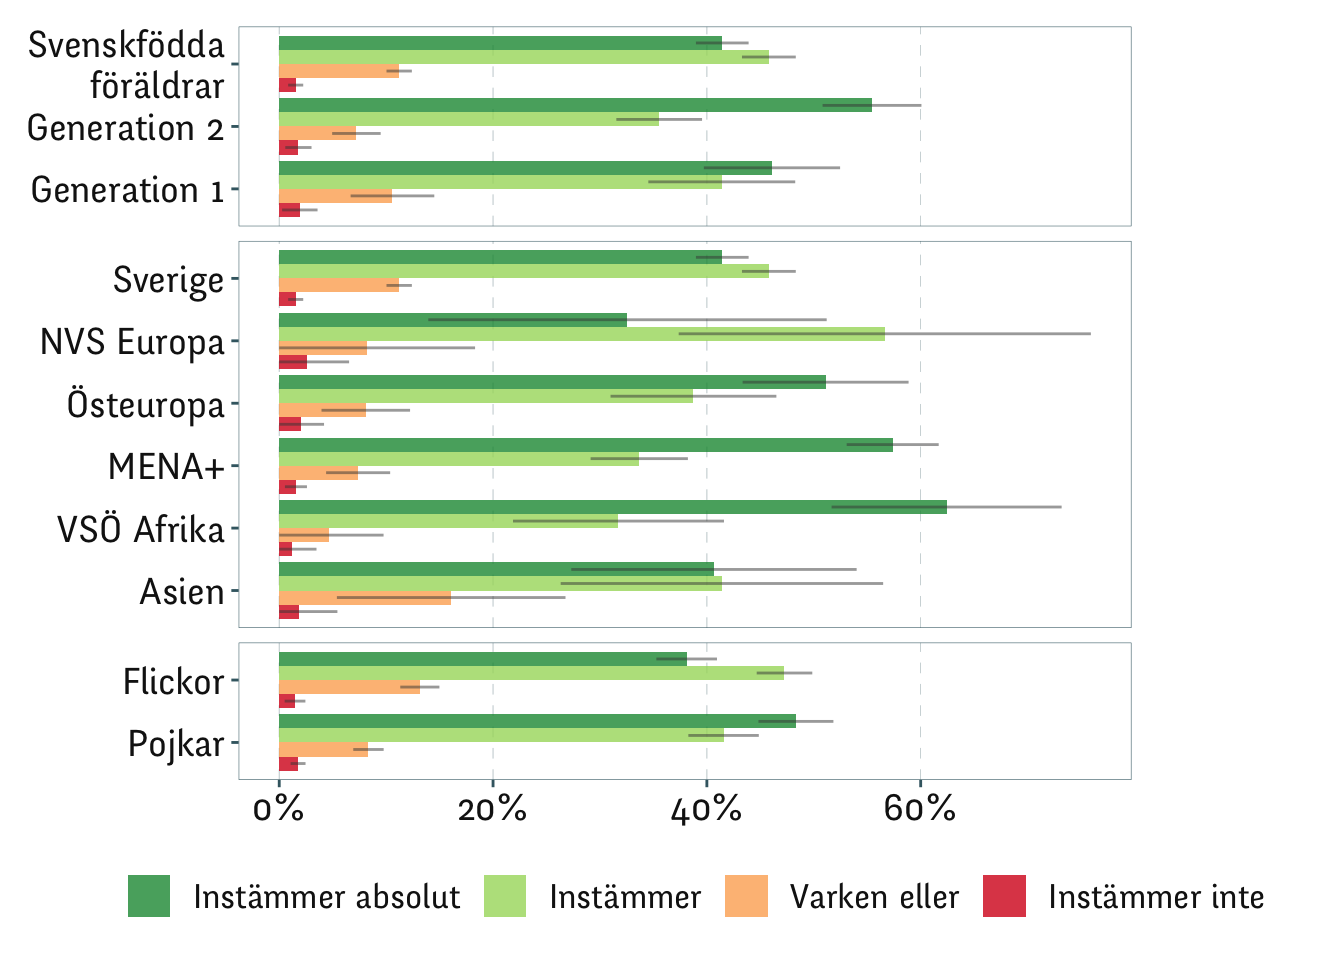 Svenskfödda
föräldrar
Generation 2
Generation 1
Sverige
NVS Europa
Östeuropa
MENA+
VSÖ Afrika
Asien
Flickor
Pojkar
0% 20% 40% 60%
Instämmer absolut Instämmer Varken eller Instämmer inte